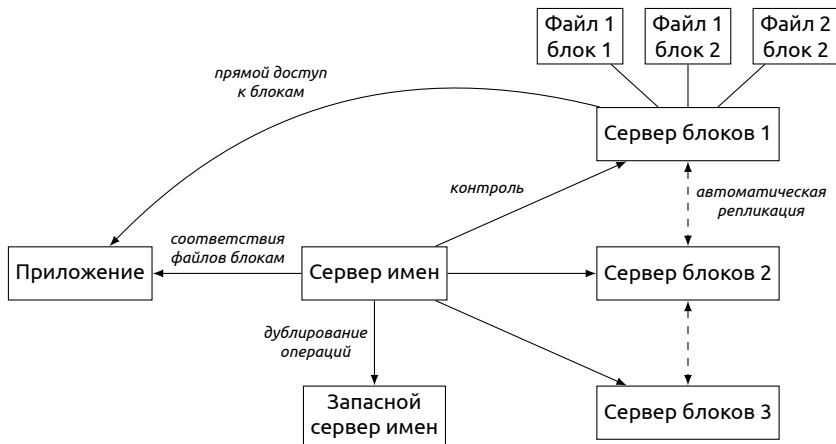 Файл 1
блок 1
Файл 1
блок 2
Файл 2
блок 2
прямой доступ
к блокам
Сервер блоков 1
контроль
автоматическая
репликация
соответствия
файлов блокам
Приложение
Сервер имен
Сервер блоков 2
дублирование
операций
Запасной
сервер имен
Сервер блоков 3